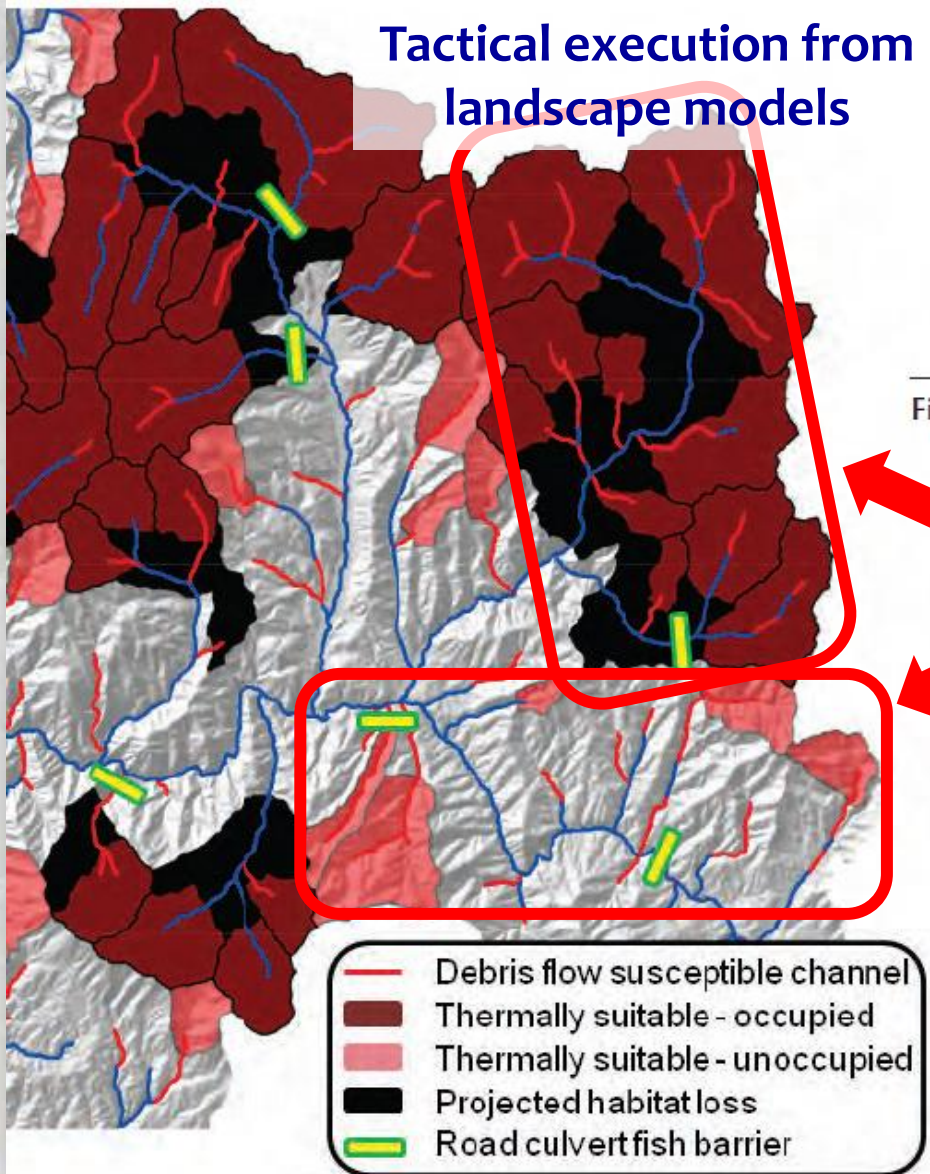 Tactical execution from
landscape models
Fi
Debris flow susceptible channel
Thermally suitable - occupied
Thermally suitable - unoccupied
Projected habitat loss
Road culvert fish barrier